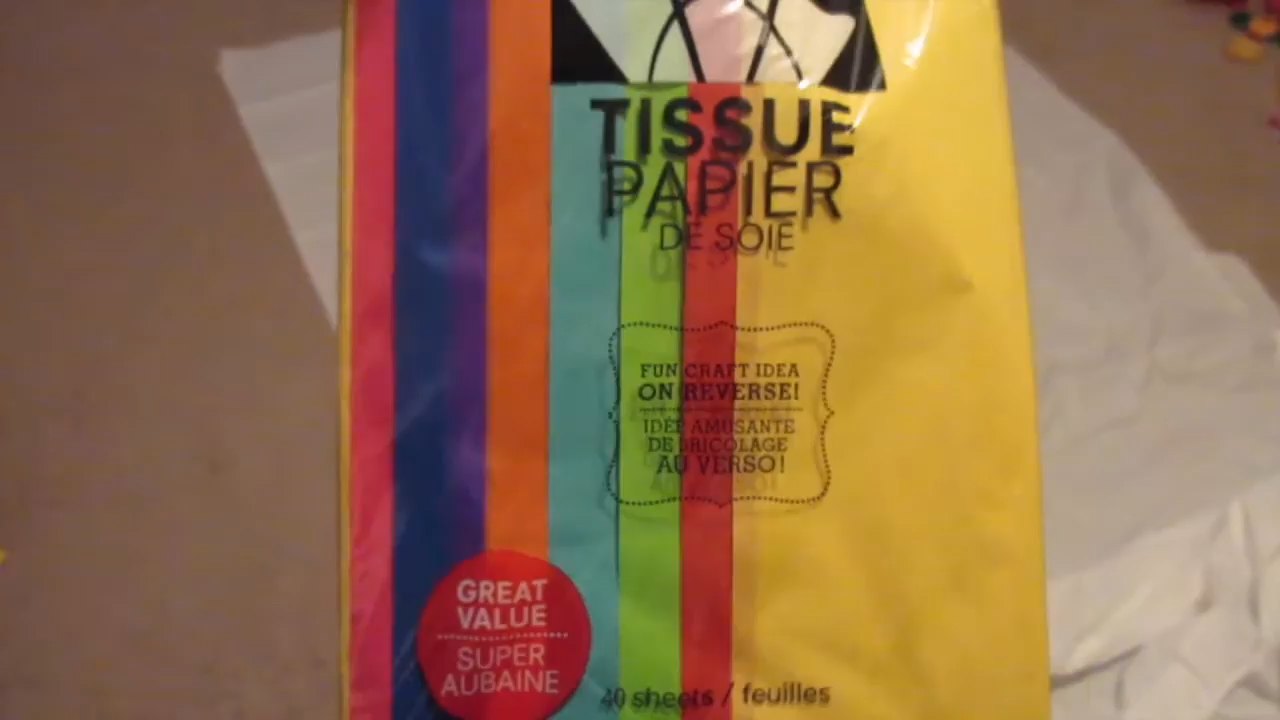 TISSUE
PAPIER
DE SOIE
FUN CRAFT IDEA
ON REVERSE!
IDÉE AMUSANTE
DE BRICOLAGE
AU VERSO!
GREAT
VALUE
SUPER
AUBAINE
40 sheets / feuilles